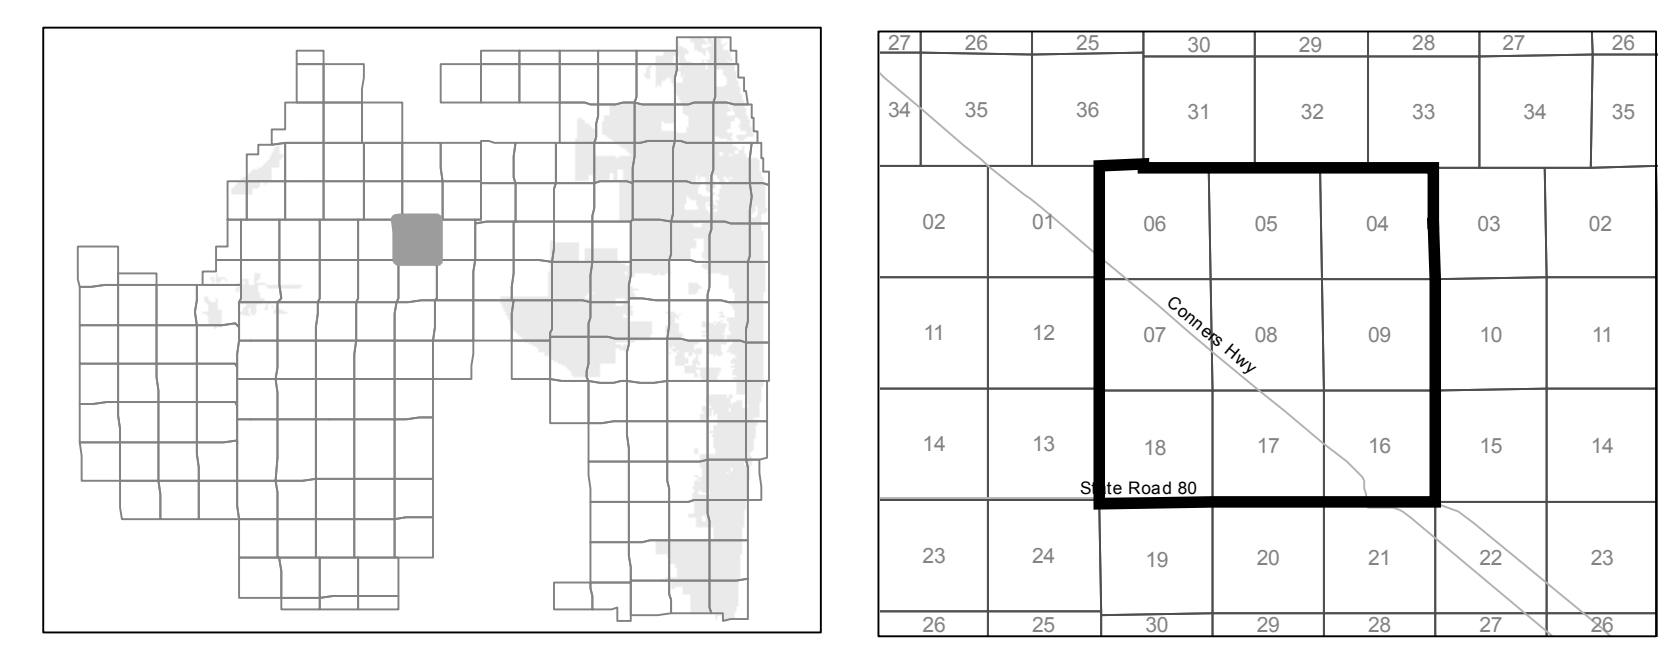 27 26 25 30 29 28 27 26
34 35 36 31 32 33 34 35
02 01 06 05 04 03 02
11 12 07 08 09 10 11
Conners Hwy
14 13 18 17 16 15 14
State Road 80
23 24 19 20 21 22 23
26 25 30 29 28 27 26